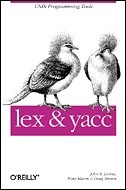 UNIX Programming Tools
lex & yacc
O'REILLY
John R. Levine,
Tony Mason & Doug Brown